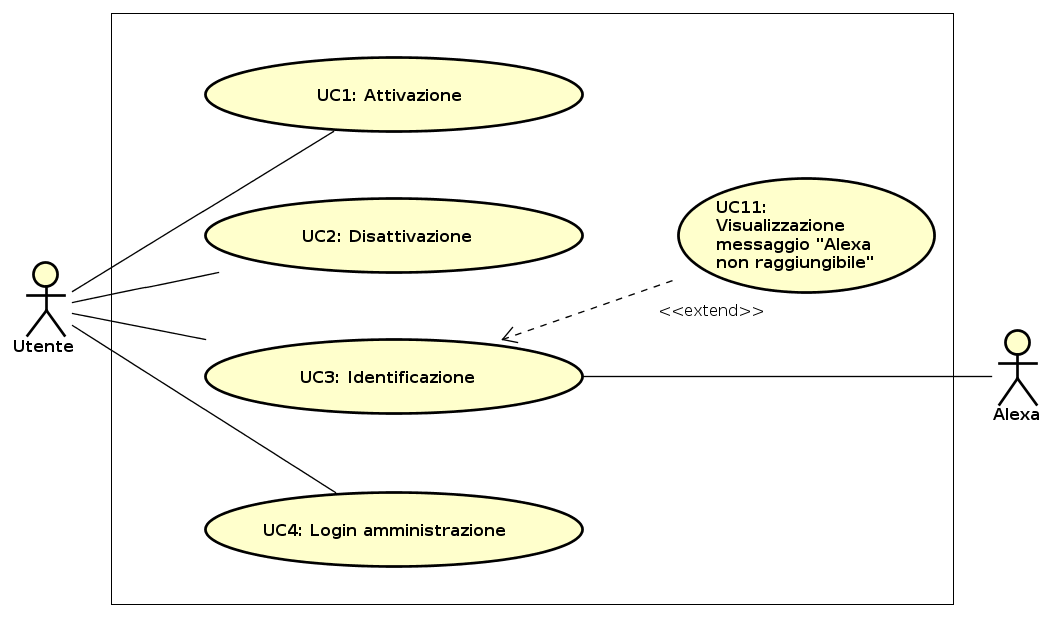 UC1: Attivazione
UC2: Disattivazione
UC11:
Visualizzazione
messaggio "Alexa
non raggiungibile"
<<extend>>
Utente
UC3: Identificazione
Alexa
UC4: Login amministrazione